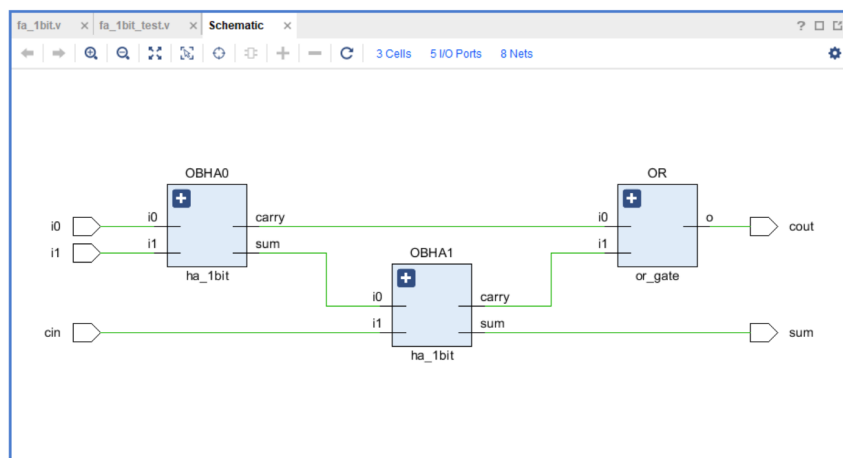 fa_1bit.v × fa_1bit_test.v × Schematic × ?
3 Cells 5 I/O Ports 8 Nets
OBHA0 OR
i0 i0 carry i0 o cout
i1 i1 sum i1
ha_1bit OBHA1 or_gate
i0 carry
cin i1 sum sum
ha_1bit